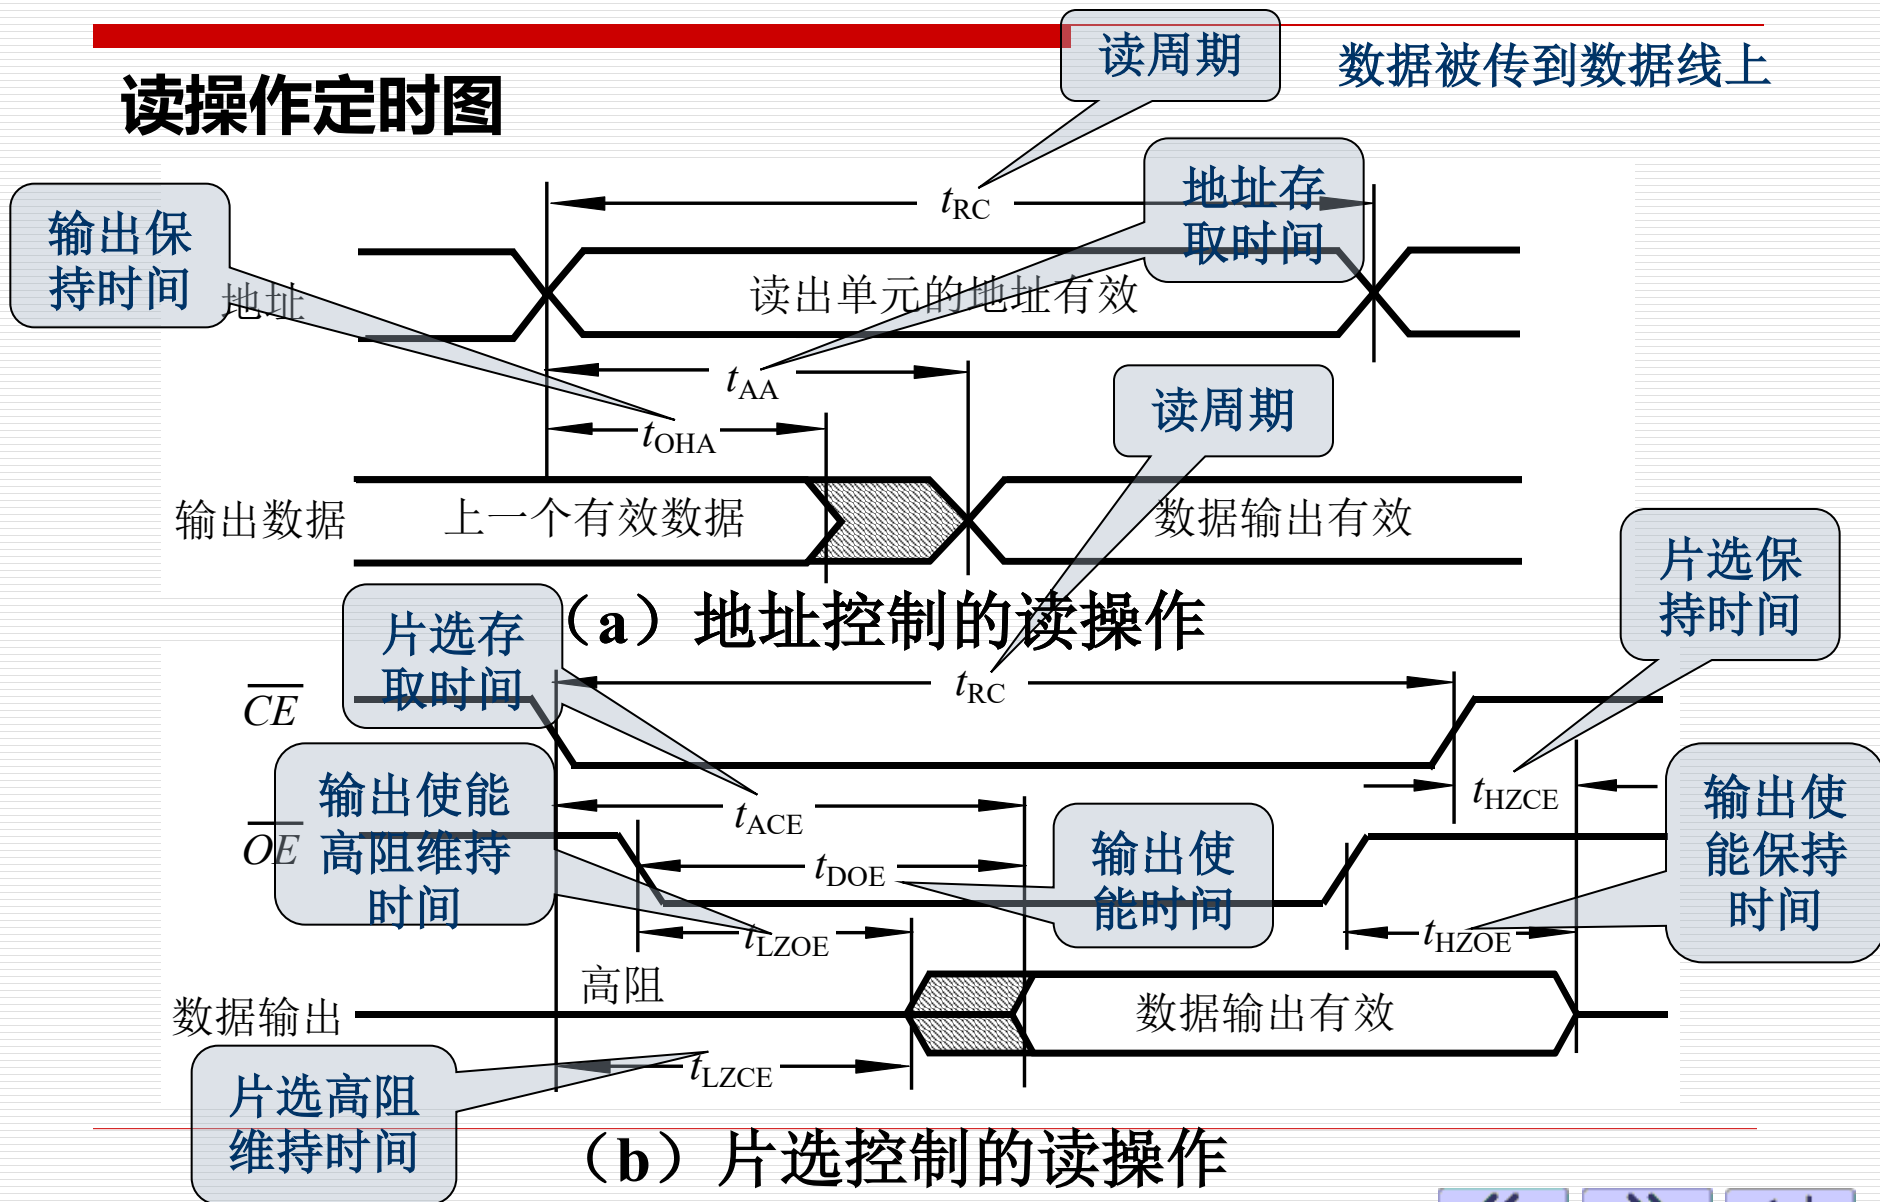 读周期
数据被传到数据线上
读操作定时图
地址存
取时间
输出保
持时间
tRC
地址
读出单元的地址有效
tAA
读周期
tOHA
输出数据
上一个有效数据
数据输出有效
片选保
持时间
(a)地址控制的读操作
片选存
取时间
tRC
CE
输出使能
高阻维持
时间
tACE
tHZCE
输出使
能保持
时间
OE
tDOE
输出使
能时间
tLZOE
tHZOE
高阻
数据输出
数据输出有效
tLZCE
片选高阻
维持时间
(b)片选控制的读操作